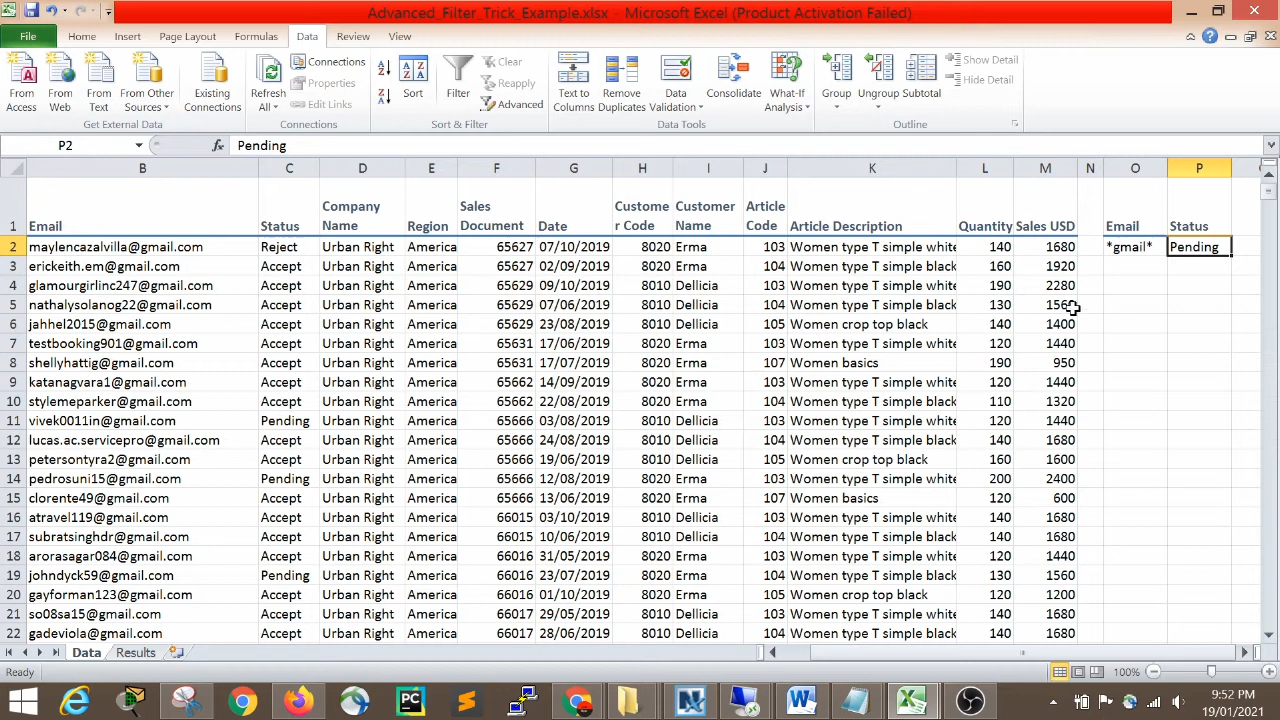 Advanced_Filter_Trick_Example.xlsx - Microsoft Excel (Product Activation Failed)
File Home Insert Page Layout Formulas Data Review View
From Access
From Web
From Text
From Other Sources
Existing Connections
Get External Data
Refresh All
Connections
Properties
Edit Links
Connections
Sort
Filter
Clear
Reapply
Advanced
Sort & Filter
Text to Columns
Remove Duplicates
Data Validation
Consolidate
What-If Analysis
Data Tools
Group
Ungroup
Subtotal
Show Detail
Hide Detail
Outline
P2 fx Pending
B C D E F G H I J K L M N O P
1 Email Status Company Name Region Sales Document Date Customer Code Customer Name Article Code Article Description Quantity Sales USD Email Status
2 maylencazalvilla@gmail.com Reject Urban Right America 65627 07/10/2019 8020 Erma 103 Women type T simple white 140 1680 *gmail* Pending
3 erickeith.em@gmail.com Accept Urban Right America 65627 02/09/2019 8020 Erma 104 Women type T simple black 160 1920
4 glamourgirlinc247@gmail.com Accept Urban Right America 65629 09/10/2019 8010 Dellicia 103 Women type T simple white 190 2280
5 nathalysolanog22@gmail.com Accept Urban Right America 65629 07/06/2019 8010 Dellicia 104 Women type T simple black 130 1560
6 jahhel2015@gmail.com Accept Urban Right America 65629 23/08/2019 8010 Dellicia 105 Women crop top black 140 1400
7 testbooking901@gmail.com Accept Urban Right America 65631 17/06/2019 8020 Erma 103 Women type T simple white 120 1440
8 shellyhattig@gmail.com Accept Urban Right America 65631 17/07/2019 8020 Erma 107 Women basics 190 950
9 katanagvara1@gmail.com Accept Urban Right America 65662 14/09/2019 8020 Erma 103 Women type T simple white 120 1440
10 stylemeparker@gmail.com Accept Urban Right America 65662 22/08/2019 8020 Erma 104 Women type T simple black 110 1320
11 vivek0011in@gmail.com Pending Urban Right America 65666 03/08/2019 8010 Dellicia 103 Women type T simple white 120 1440
12 lucas.ac.servicepro@gmail.com Accept Urban Right America 65666 24/08/2019 8010 Dellicia 104 Women type T simple black 140 1680
13 petersontyra2@gmail.com Accept Urban Right America 65666 19/06/2019 8010 Dellicia 105 Women crop top black 160 1600
14 pedrosuni15@gmail.com Pending Urban Right America 65666 12/08/2019 8020 Erma 103 Women type T simple white 200 2400
15 clorente49@gmail.com Accept Urban Right America 65666 13/06/2019 8020 Erma 107 Women basics 120 600
16 atravel119@gmail.com Accept Urban Right America 66015 03/10/2019 8010 Dellicia 103 Women type T simple white 140 1680
17 subratsinghdr@gmail.com Accept Urban Right America 66015 10/06/2019 8010 Dellicia 104 Women type T simple black 140 1680
18 arorasagar084@gmail.com Accept Urban Right America 66016 31/05/2019 8020 Erma 103 Women type T simple white 120 1440
19 johndyck59@gmail.com Pending Urban Right America 66016 23/07/2019 8020 Erma 104 Women type T simple black 130 1560
20 gayforman123@gmail.com Accept Urban Right America 66016 01/10/2019 8020 Erma 105 Women crop top black 120 1200
21 so08sa15@gmail.com Accept Urban Right America 66017 29/05/2019 8010 Dellicia 103 Women type T simple white 140 1680
22 gadeviola@gmail.com Accept Urban Right America 66017 28/06/2019 8010 Dellicia 104 Women type T simple black 140 1680
Data Results
Ready 100%
9:52 PM
19/01/2021